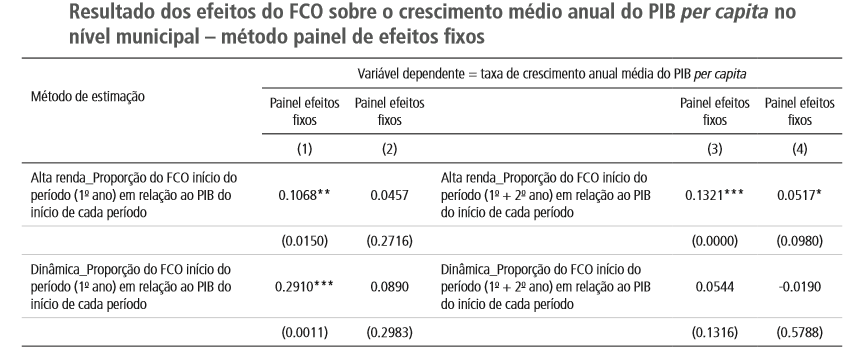 Resultado dos efeitos do FCO sobre o crescimento médio anual do PIB per capita no
nível municipal – método painel de efeitos fixos
Variável dependente = taxa de crescimento anual média do PIB per capita
Método de estimação
Painel efeitos fixos
Painel efeitos fixos
Painel efeitos fixos
Painel efeitos fixos
(1) (2) (3) (4)
Alta renda_Proporção do FCO início do
período (1º ano) em relação ao PIB do
início de cada período
0.1068** 0.0457
Alta renda_Proporção do FCO início do
período (1º + 2º ano) em relação ao PIB
do início de cada período
0.1321*** 0.0517*
(0.0150) (0.2716) (0.0000) (0.0980)
Dinâmica_Proporção do FCO início do
período (1º ano) em relação ao PIB do
início de cada período
0.2910*** 0.0890
Dinâmica_Proporção do FCO início do
período (1º + 2º ano) em relação ao PIB
do início de cada período
0.0544 -0.0190
(0.0011) (0.2983) (0.1316) (0.5788)